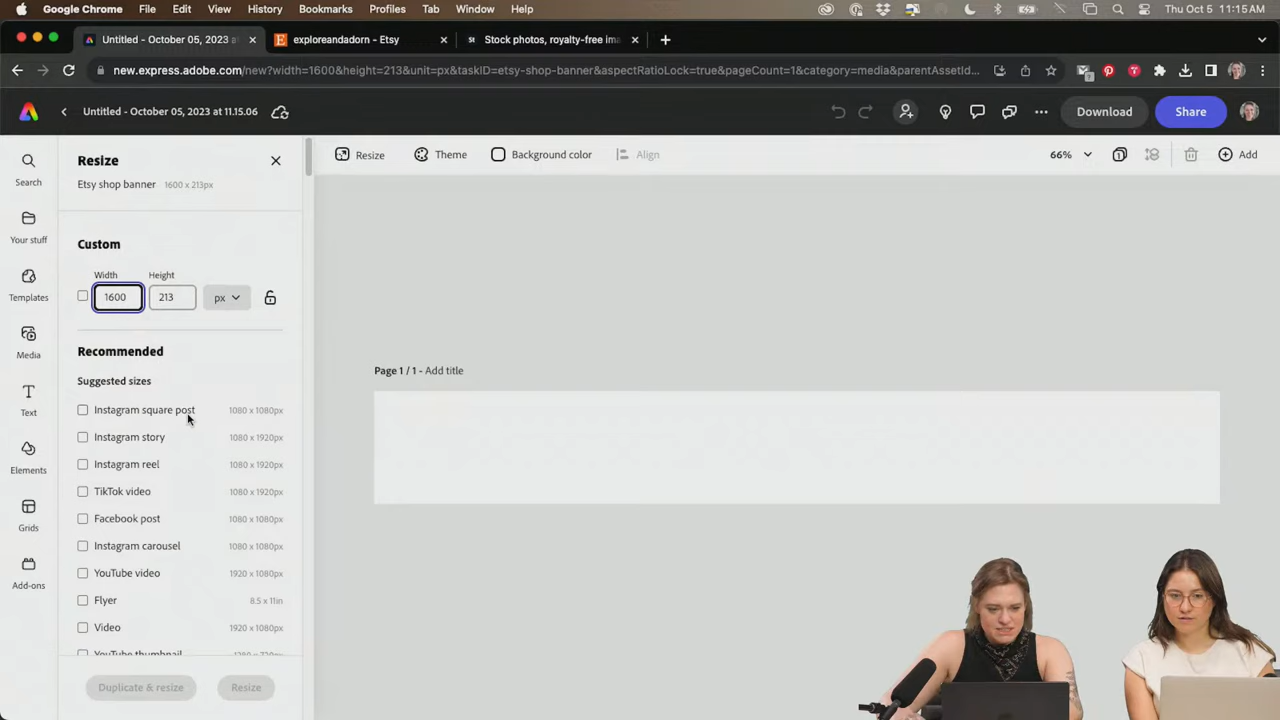 Google Chrome File Edit View History Bookmarks Profiles Tab Window Help Thu Oct 5 11:15 AM
Untitled - October 05, 2023 a exploreandadorn - Etsy Stock photos, royalty-free ima
new.express.adobe.com/new?width=1600&height=213&unit=px&taskID=etsy-shop-banner&aspectRatioLock=true&pageCount=1&category=media&parentAssetId...
Untitled - October 05, 2023 at 11.15.06 Download Share
Resize
Etsy shop banner 1600 x 213px
Resize Theme Background color Align 66% 1 Add
Search
Your stuff
Templates
Media
Text
Elements
Grids
Add-ons
Custom
Width Height
1600 213 px
Recommended
Suggested sizes
Instagram square post 1080 x 1080px
Instagram story 1080 x 1920px
Instagram reel 1080 x 1920px
TikTok video 1080 x 1920px
Facebook post 1080 x 1080px
Instagram carousel 1080 x 1080px
YouTube video 1920 x 1080px
Flyer 8.5 x 11in
Video 1920 x 1080px
YouTube thumbnail 1280 x 720px
Duplicate & resize Resize
Page 1 / 1 - Add title